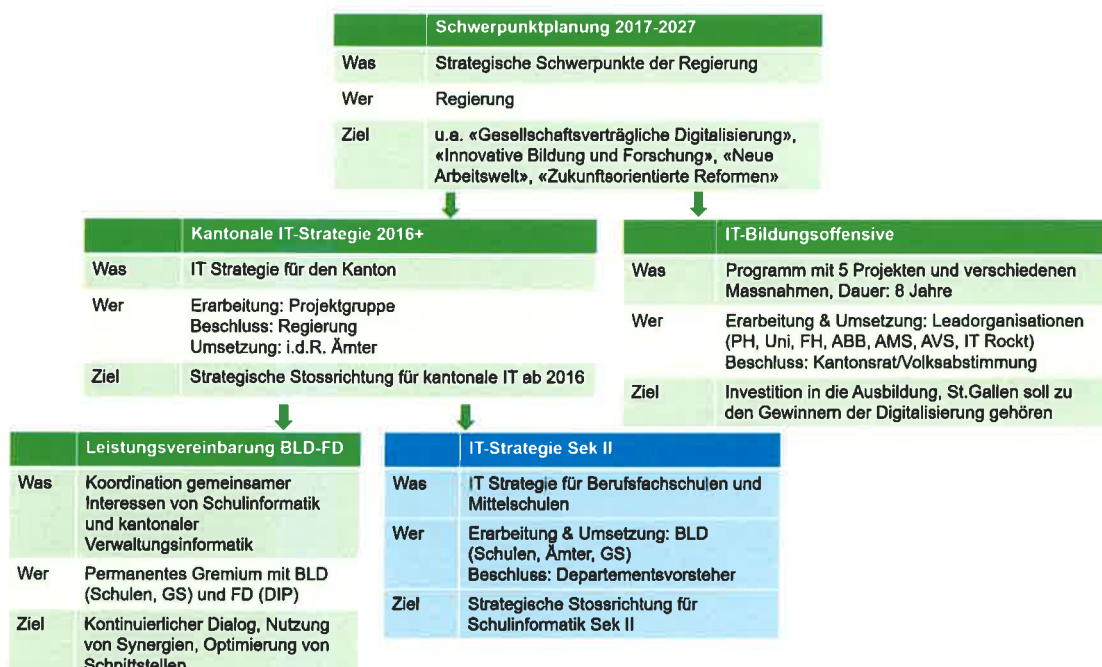 Schwerpunktplanung 2017-2027
Was Strategische Schwerpunkte der Regierung
Wer Regierung
Ziel u.a. «Gesellschaftsverträgliche Digitalisierung»,
«Innovative Bildung und Forschung», «Neue
Arbeitswelt», «Zukunftsorientierte Reformen»
Kantonale IT-Strategie 2016+
Was IT Strategie für den Kanton
Wer Erarbeitung: Projektgruppe
Beschluss: Regierung
Umsetzung: i.d.R. Ämter
Ziel Strategische Stossrichtung für kantonale IT ab 2016
IT-Bildungsoffensive
Was Programm mit 5 Projekten und verschiedenen
Massnahmen, Dauer: 8 Jahre
Wer Erarbeitung & Umsetzung: Leadorganisationen
(PH, Uni, FH, ABB, AMS, AVS, IT Rockt)
Beschluss: Kantonsrat/Volksabstimmung
Ziel Investition in die Ausbildung, St.Gallen soll zu
den Gewinnern der Digitalisierung gehören
Leistungsvereinbarung BLD-FD
Was Koordination gemeinsamer
Interessen von Schulinformatik
und kantonaler
Verwaltungsinformatik
Wer Permanentes Gremium mit BLD
(Schulen, GS) und FD (DIP)
Ziel Kontinuierlicher Dialog, Nutzung
von Synergien, Optimierung von
Schnittstellen
IT-Strategie Sek II
Was IT Strategie für Berufsfachschulen und
Mittelschulen
Wer Erarbeitung & Umsetzung: BLD
(Schulen, Ämter, GS)
Beschluss: Departementsvorsteher
Ziel Strategische Stossrichtung für
Schulinformatik Sek II